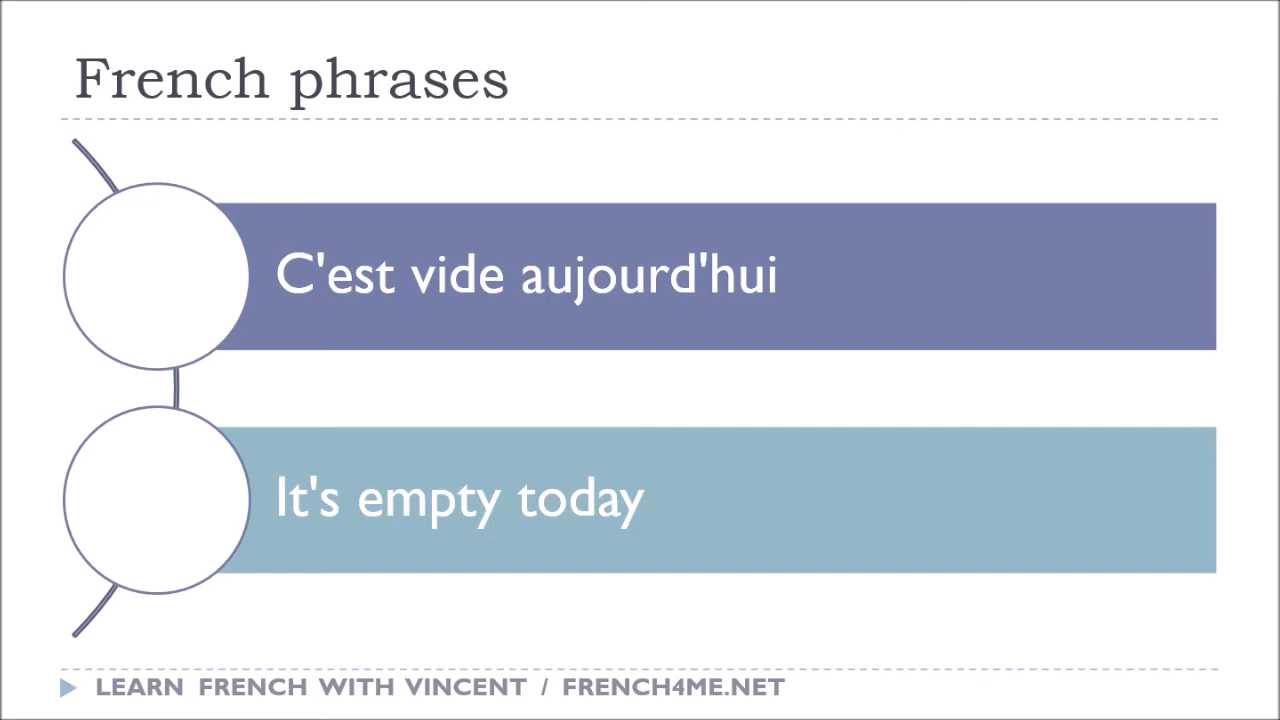 French phrases
C'est vide aujourd'hui
It's empty today
LEARN FRENCH WITH VINCENT / FRENCH4ME.NET